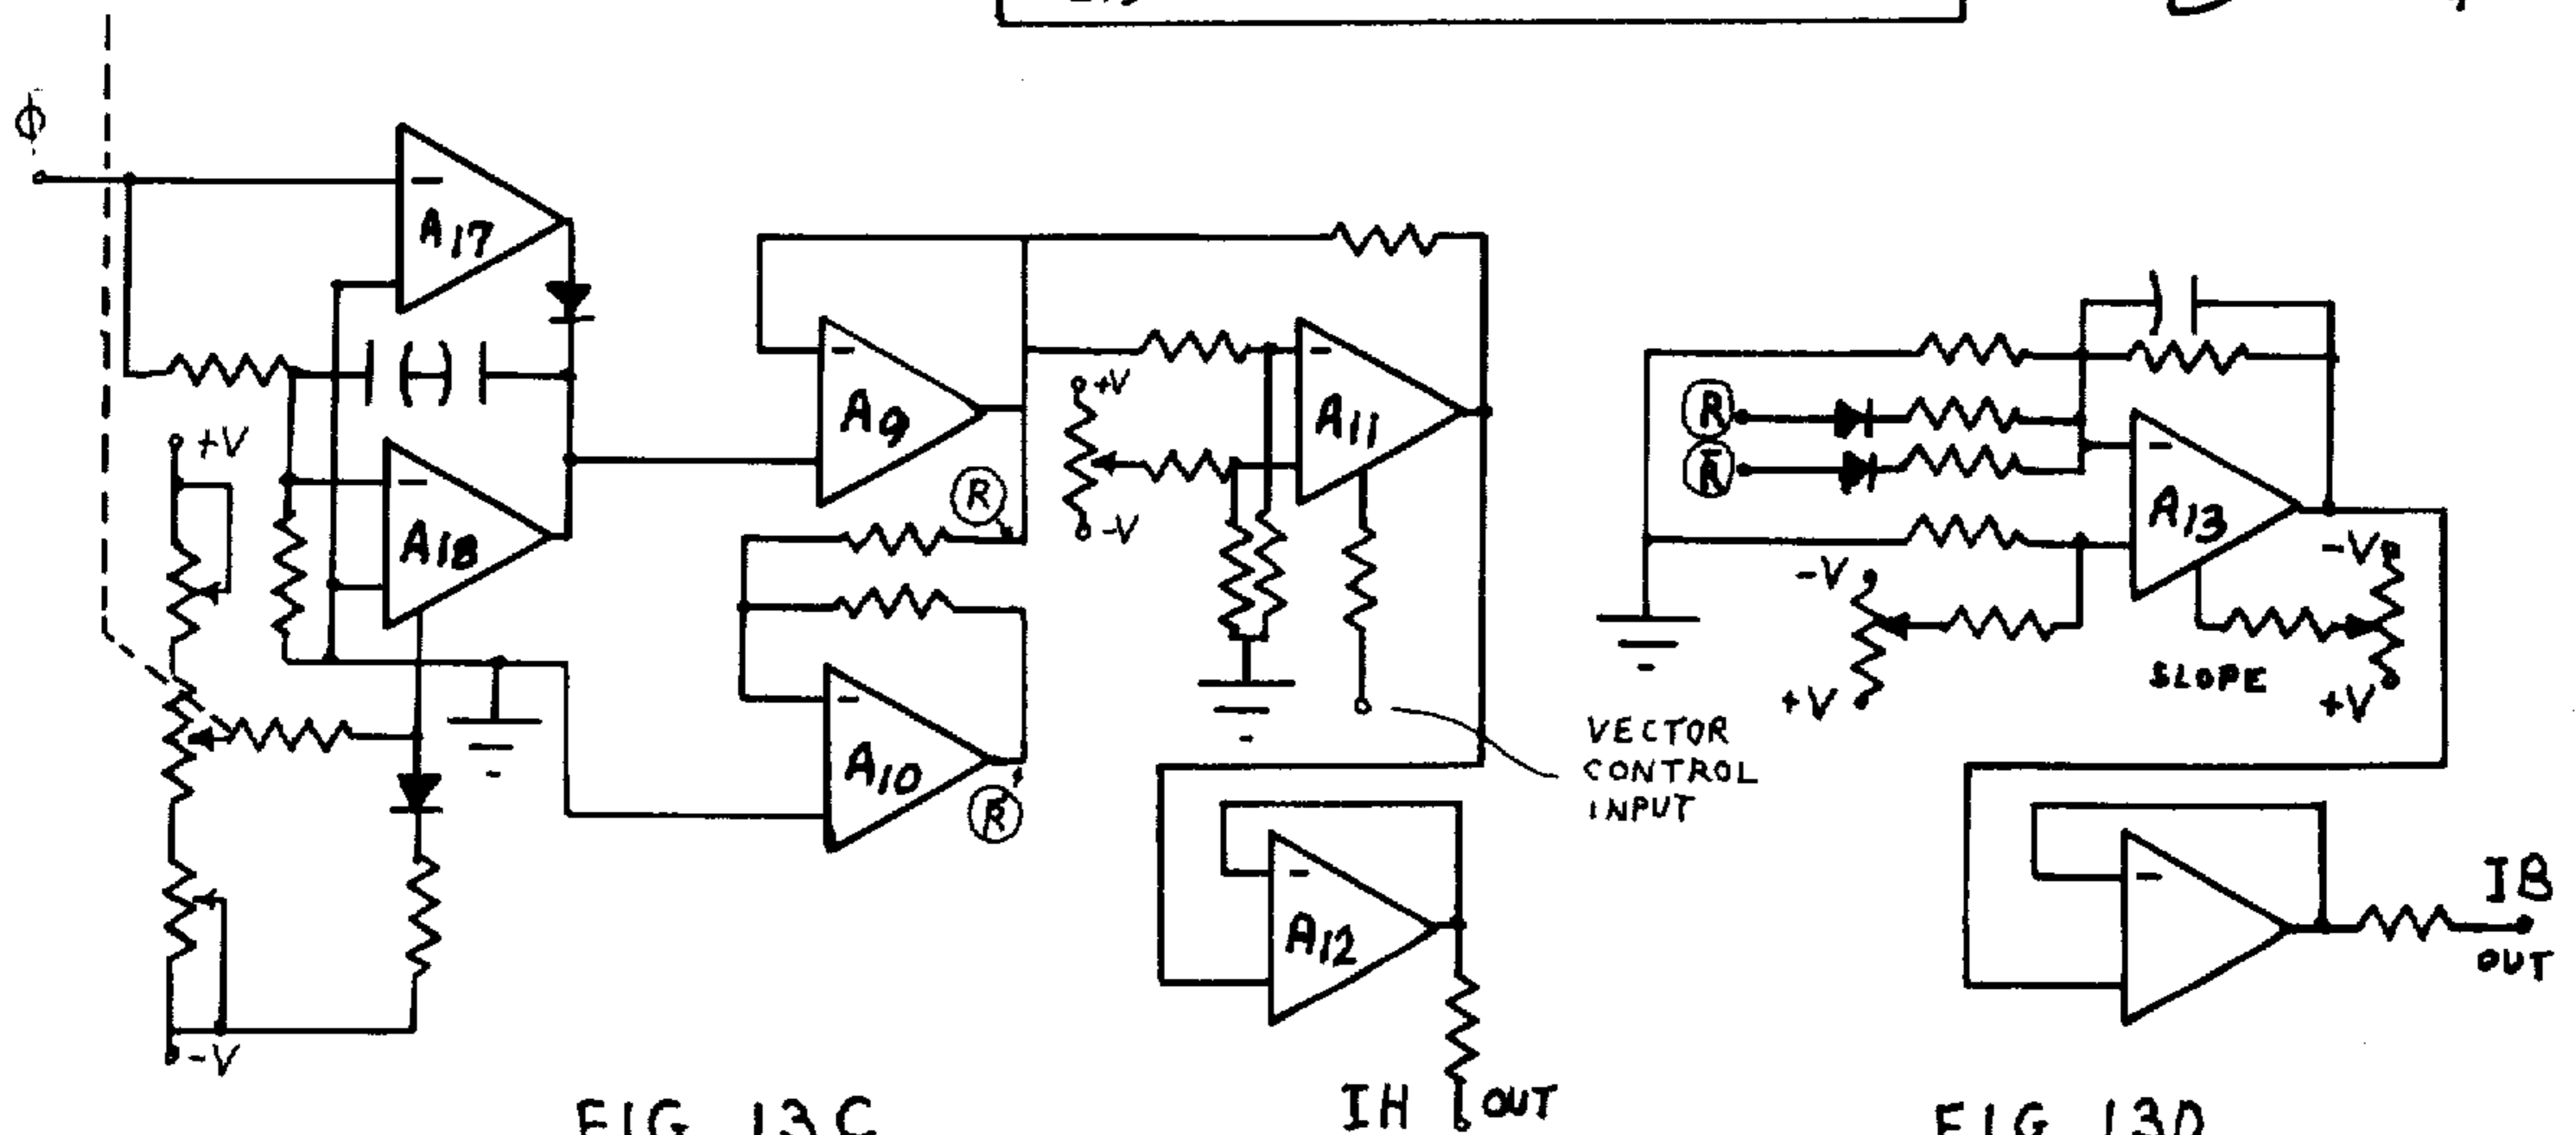 ϕ
A17
+V
A18
-V
A9
R
A10
R̅
+V
-V
A11
VECTOR
CONTROL
INPUT
A12
IH OUT
FIG 13C
R
R̅
A13
-V
+V
-V
SLOPE
+V
IB
OUT
FIG 13D